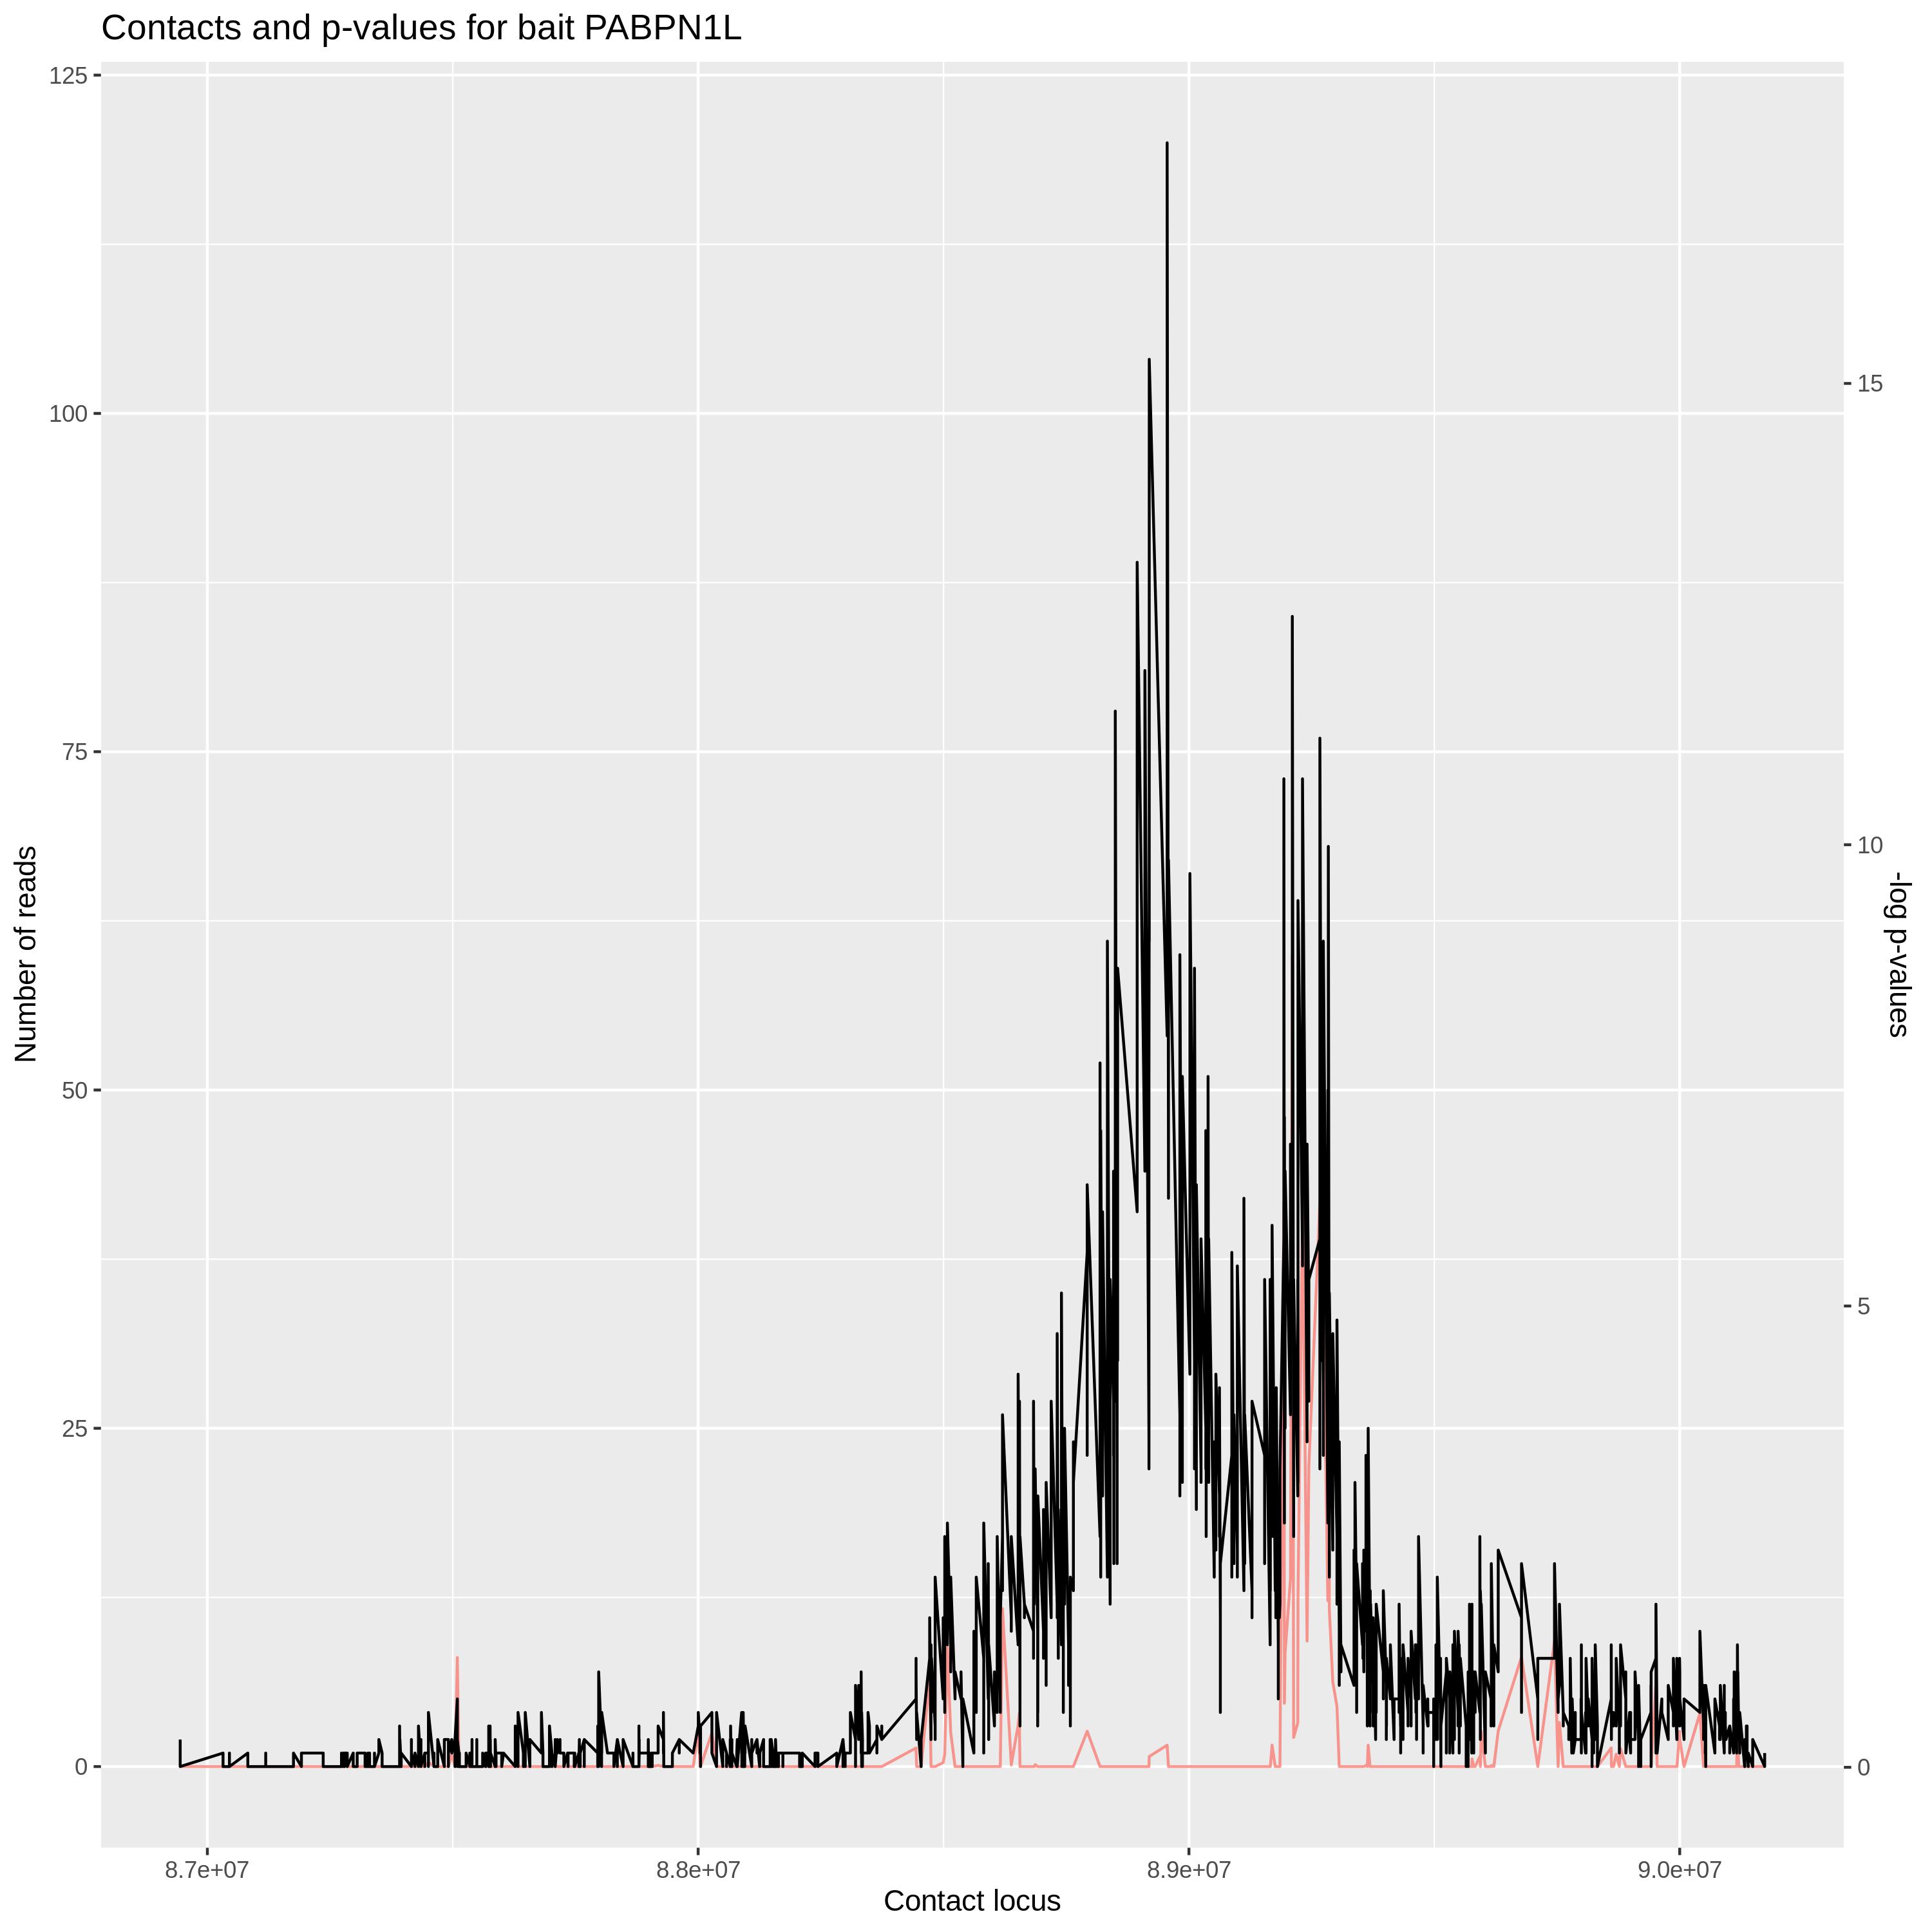 Contacts and p-values for bait PABPN1L
125
100
75
50
25
0
Number of reads
15
10
5
0
-log p-values
8.7e+07
8.8e+07
8.9e+07
9.0e+07
Contact locus